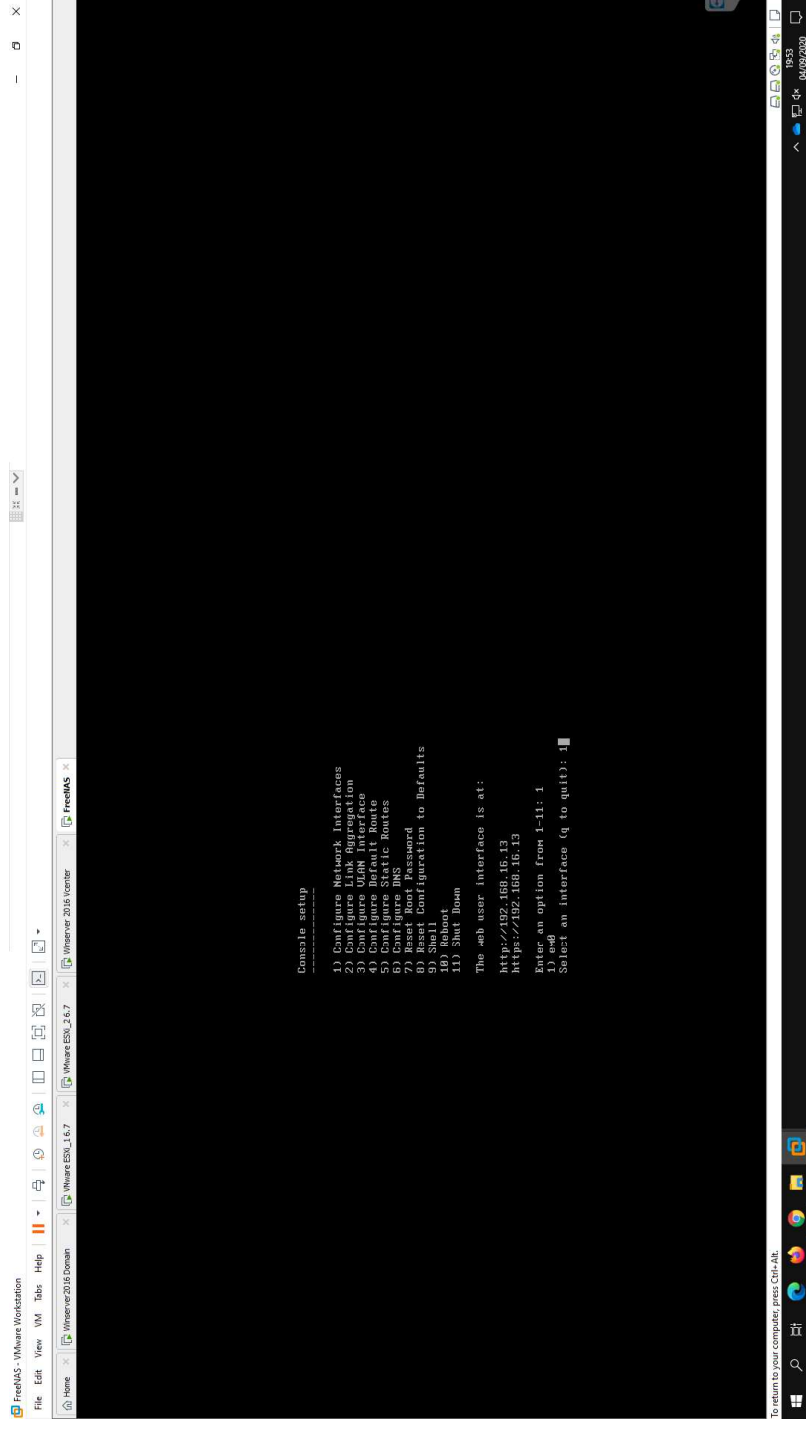 FreeNAS - VMware Workstation
File Edit View VM Tabs Help
Home
Winserver2016 Domain
VMware ESXi_1 6.7
VMware ESXi_2 6.7
Winserver 2016 Vcenter
FreeNAS
Console setup
-------------
1) Configure Network Interfaces
2) Configure Link Aggregation
3) Configure VLAN Interface
4) Configure Default Route
5) Configure Static Routes
6) Configure DNS
7) Reset Root Password
8) Reset Configuration to Defaults
9) Shell
10) Reboot
11) Shut Down
The web user interface is at:
http://192.168.16.13
https://192.168.16.13
Enter an option from 1-11: 1
1) em0
Select an interface (q to quit): 1
To return to your computer, press Ctrl+Alt.
19:53
04/09/2020